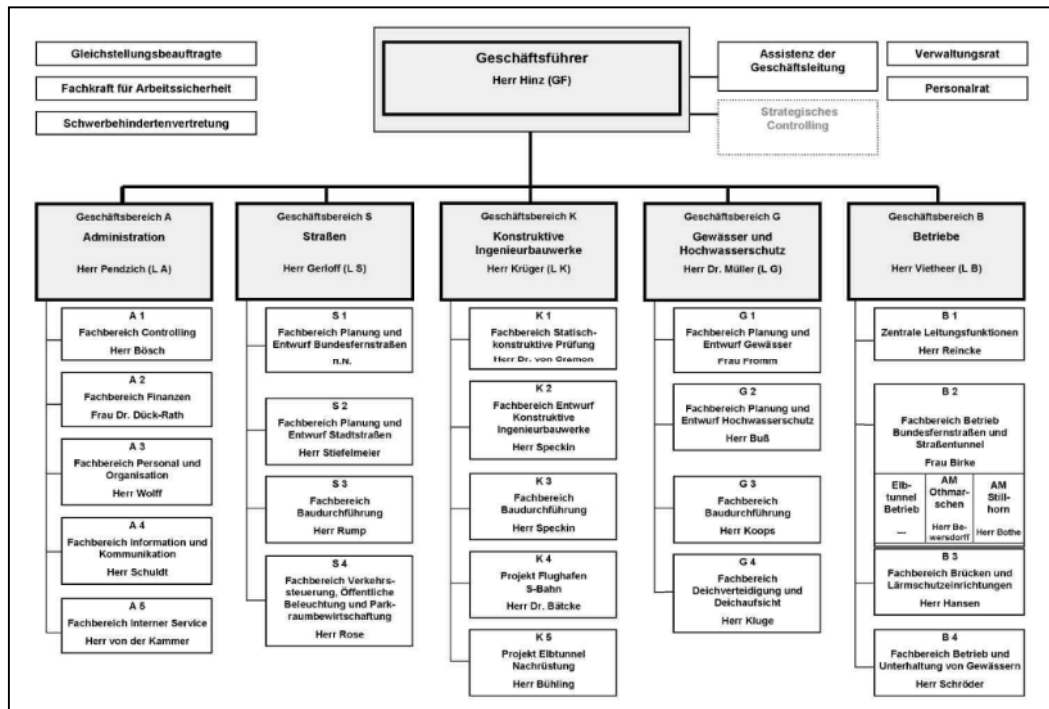 Gleichstellungsbeauftragte
Fachkraft für Arbeitssicherheit
Schwerbehindertenvertretung
Geschäftsführer
Herr Hinz (GF)
Assistenz der
Geschäftsleitung
Strategisches
Controlling
Verwaltungsrat
Personalrat
Geschäftsbereich A
Administration
Herr Pendzich (L A)
A 1
Fachbereich Controlling
Herr Bösch
A 2
Fachbereich Finanzen
Frau Dr. Dück-Rath
A 3
Fachbereich Personal und
Organisation
Herr Wolff
A 4
Fachbereich Information und
Kommunikation
Herr Schuldt
A 5
Fachbereich Interner Service
Herr von der Kammer
Geschäftsbereich S
Straßen
Herr Gerloff (L S)
S 1
Fachbereich Planung und
Entwurf Bundesfernstraßen
n.N.
S 2
Fachbereich Planung und
Entwurf Stadtstraßen
Herr Stiefelmeier
S 3
Fachbereich
Baudurchführung
Herr Rump
S 4
Fachbereich Verkehrs-
steuerung, Öffentliche
Beleuchtung und Park-
raumbewirtschaftung
Herr Rose
Geschäftsbereich K
Konstruktive
Ingenieurbauwerke
Herr Krüger (L K)
K 1
Fachbereich Statisch-
konstruktive Prüfung
Herr Dr. von Gremon
K 2
Fachbereich Entwurf
Konstruktive
Ingenieurbauwerke
Herr Speckin
K 3
Fachbereich
Baudurchführung
Herr Speckin
K 4
Projekt Flughafen
S-Bahn
Herr Dr. Bätcke
K 5
Projekt Elbtunnel
Nachrüstung
Herr Bühling
Geschäftsbereich G
Gewässer und
Hochwasserschutz
Herr Dr. Müller (L G)
G 1
Fachbereich Planung und
Entwurf Gewässer
Frau Fromm
G 2
Fachbereich Planung und
Entwurf Hochwasserschutz
Herr Buß
G 3
Fachbereich
Baudurchführung
Herr Koops
G 4
Fachbereich
Deichverteidigung und
Deichaufsicht
Herr Kluge
Geschäftsbereich B
Betriebe
Herr Vietheer (L B)
B 1
Zentrale Leitungsfunktionen
Herr Reincke
B 2
Fachbereich Betrieb
Bundesfernstraßen und
Straßentunnel
Frau Birke
Elb-
tunnel
Betrieb
---
AM
Othmar-
schen
Herr Be-
wersdorff
AM
Still-
horn
Herr Bothe
B 3
Fachbereich Brücken und
Lärmschutzeinrichtungen
Herr Hansen
B 4
Fachbereich Betrieb und
Unterhaltung von Gewässern
Herr Schröder